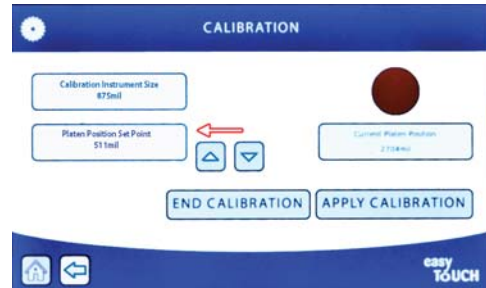 CALIBRATION
Calibration Instrument Size
875mil
Platen Position Set Point
511mil
Current Platen Position
2704mil
END CALIBRATION
APPLY CALIBRATION
easy
TOUCH